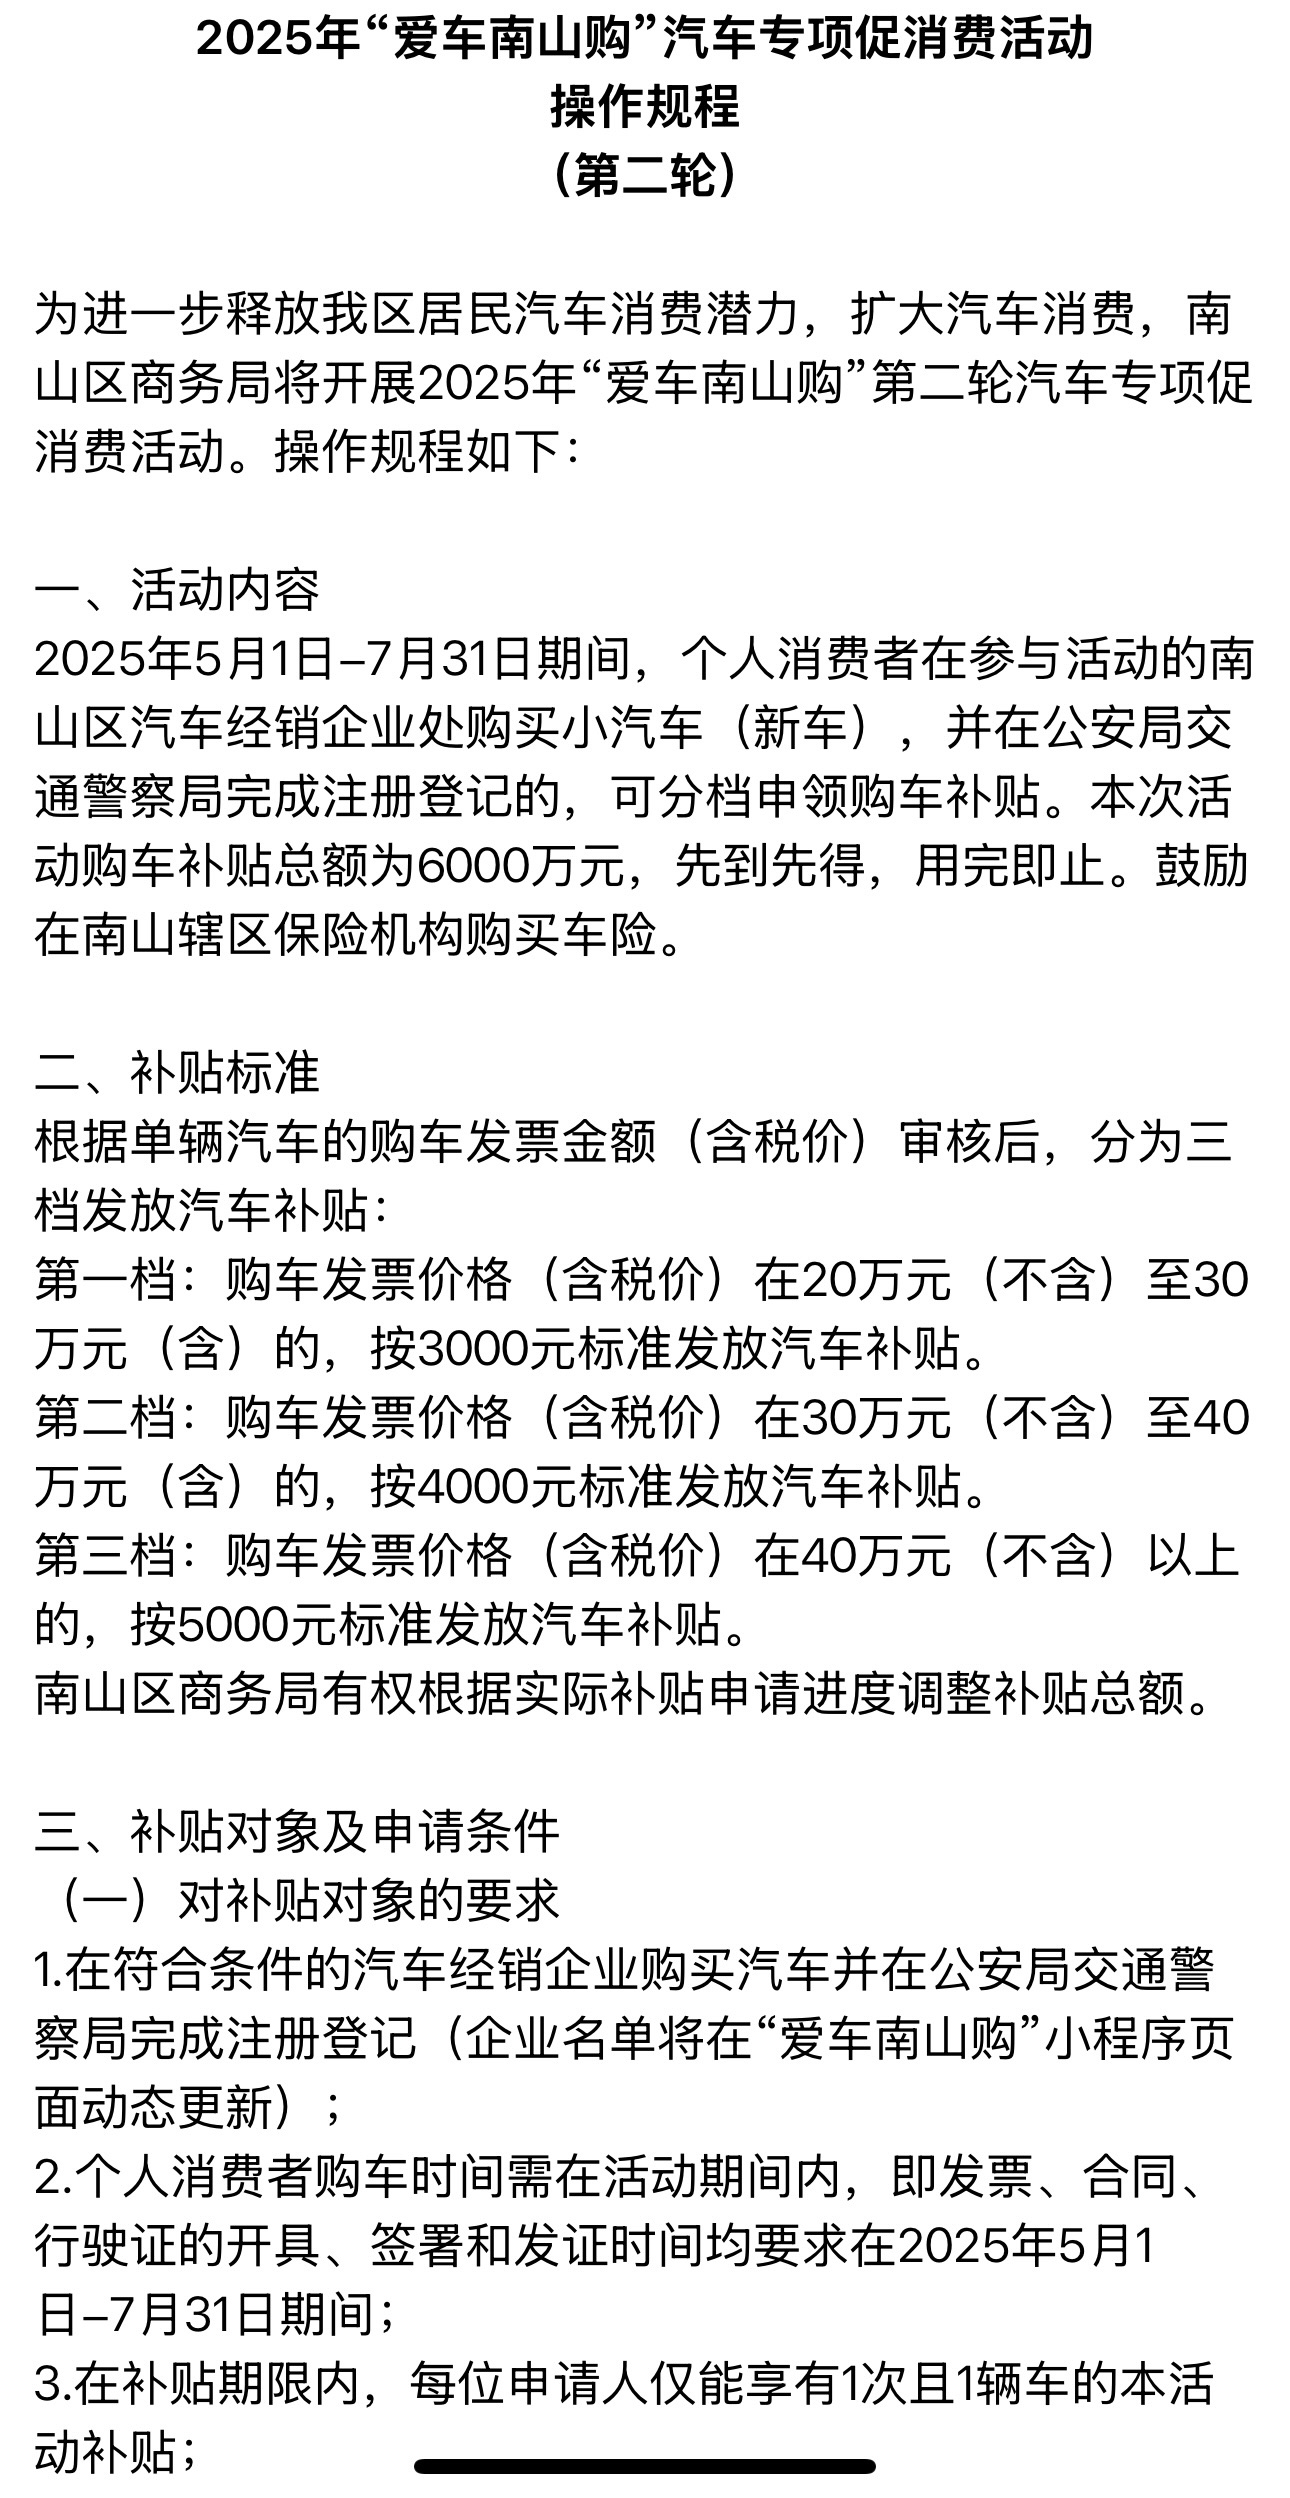 2025年“爱车南山购”汽车专项促消费活动
操作规程
(第二轮)
为进一步释放我区居民汽车消费潜力，扩大汽车消费，南
山区商务局将开展2025年“爱车南山购”第二轮汽车专项促
消费活动。操作规程如下：
一、活动内容
2025年5月1日–7月31日期间，个人消费者在参与活动的南
山区汽车经销企业处购买小汽车（新车），并在公安局交
通警察局完成注册登记的，可分档申领购车补贴。本次活
动购车补贴总额为6000万元，先到先得，用完即止。鼓励
在南山辖区保险机构购买车险。
二、补贴标准
根据单辆汽车的购车发票金额（含税价）审核后，分为三
档发放汽车补贴：
第一档：购车发票价格（含税价）在20万元（不含）至30
万元（含）的，按3000元标准发放汽车补贴。
第二档：购车发票价格（含税价）在30万元（不含）至40
万元（含）的，按4000元标准发放汽车补贴。
第三档：购车发票价格（含税价）在40万元（不含）以上
的，按5000元标准发放汽车补贴。
南山区商务局有权根据实际补贴申请进度调整补贴总额。
三、补贴对象及申请条件
（一）对补贴对象的要求
1.在符合条件的汽车经销企业购买汽车并在公安局交通警
察局完成注册登记（企业名单将在“爱车南山购”小程序页
面动态更新）；
2.个人消费者购车时间需在活动期间内，即发票、合同、
行驶证的开具、签署和发证时间均要求在2025年5月1
日–7月31日期间；
3.在补贴期限内，每位申请人仅能享有1次且1辆车的本活
动补贴；